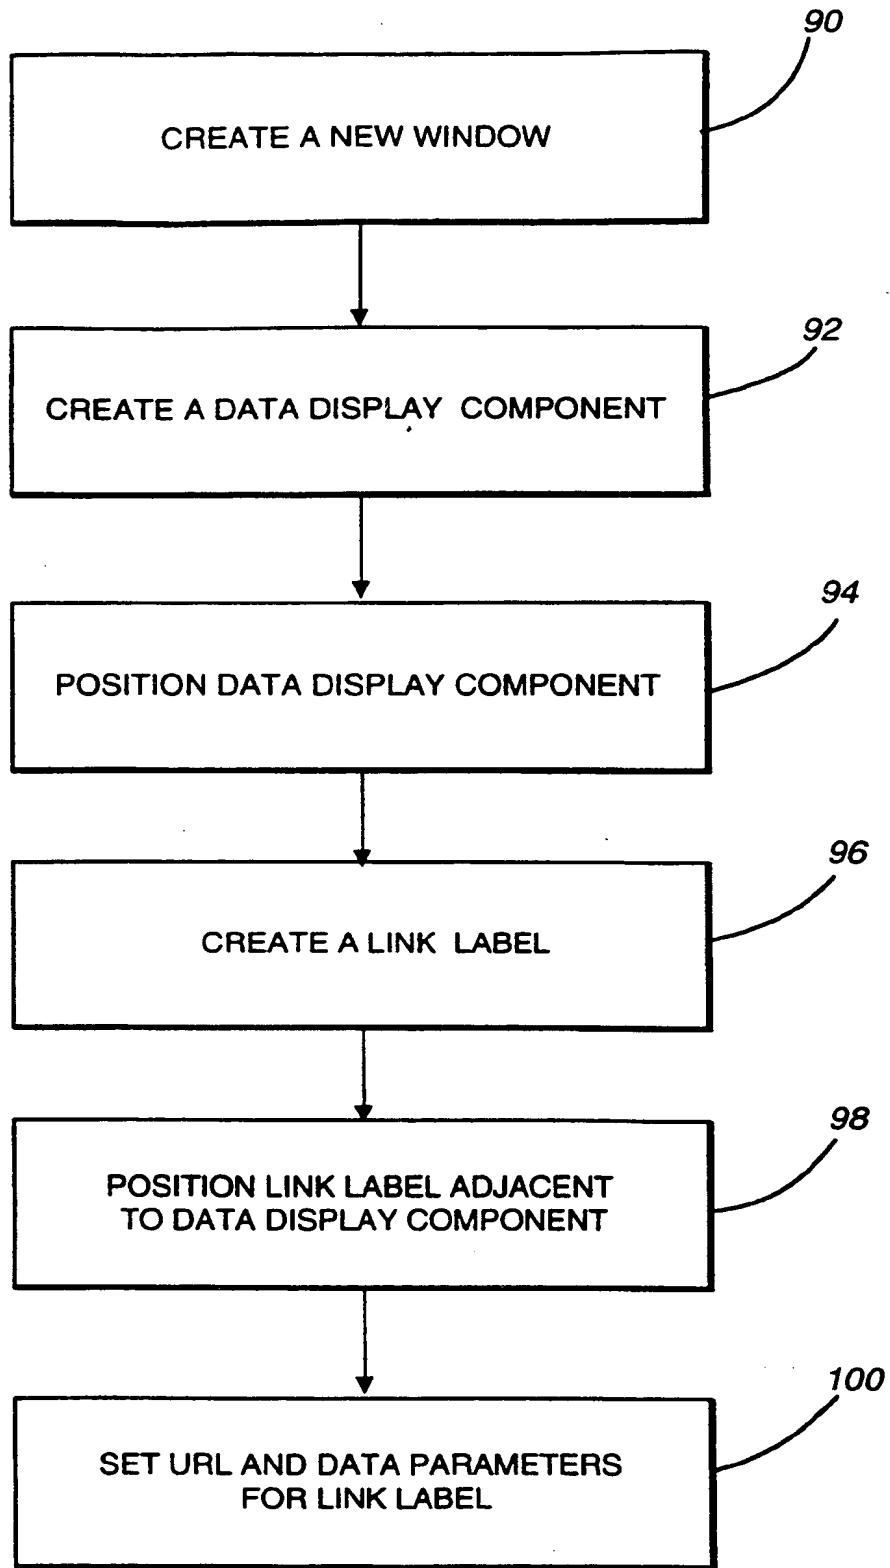 90
CREATE A NEW WINDOW
92
CREATE A DATA DISPLAY COMPONENT
94
POSITION DATA DISPLAY COMPONENT
96
CREATE A LINK LABEL
98
POSITION LINK LABEL ADJACENT
TO DATA DISPLAY COMPONENT
100
SET URL AND DATA PARAMETERS
FOR LINK LABEL